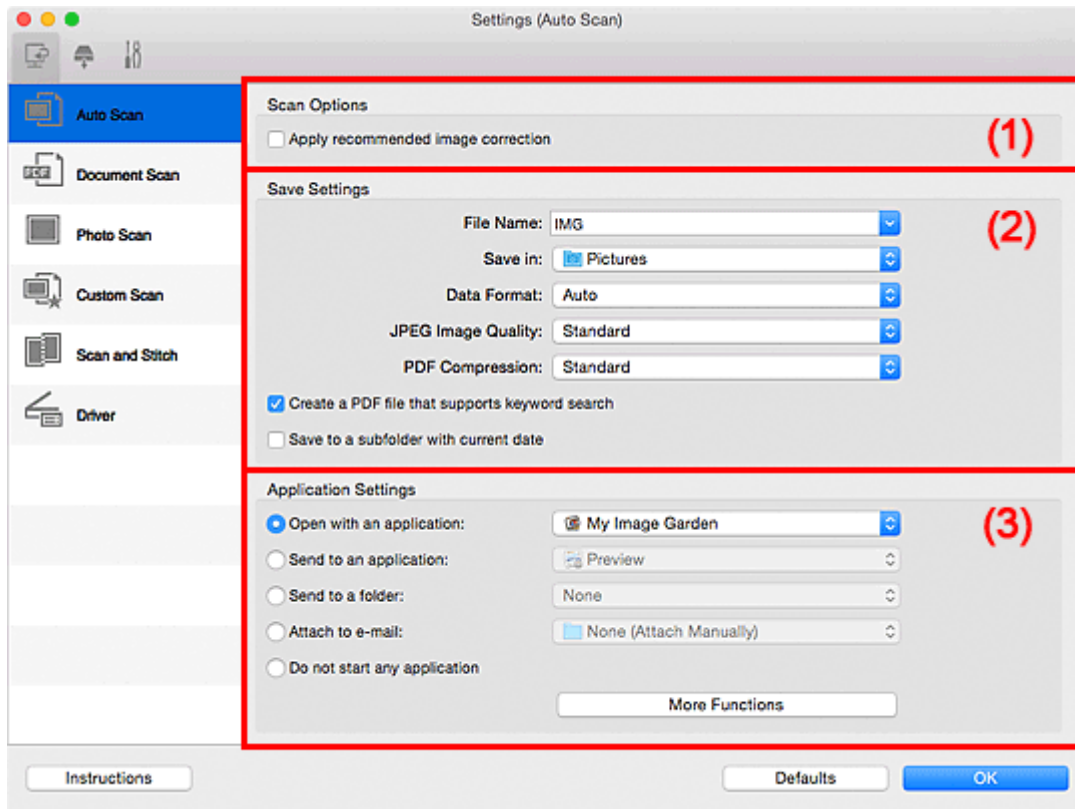 Settings (Auto Scan)
Auto Scan
Document Scan
Photo Scan
Custom Scan
Scan and Stitch
Driver
Scan Options
Apply recommended image correction
(1)
Save Settings
(2)
File Name: IMG
Save in: Pictures
Data Format: Auto
JPEG Image Quality: Standard
PDF Compression: Standard
Create a PDF file that supports keyword search
Save to a subfolder with current date
Application Settings
(3)
Open with an application: My Image Garden
Send to an application: Preview
Send to a folder: None
Attach to e-mail: None (Attach Manually)
Do not start any application
More Functions
Instructions
Defaults
OK